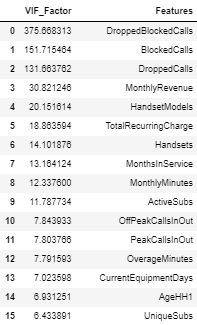 VIF_Factor Features
0 375.668313 DroppedBlockedCalls
1 151.715464 BlockedCalls
2 131.663762 DroppedCalls
3 30.821246 MonthlyRevenue
4 20.151614 HandsetModels
5 18.863594 TotalRecurringCharge
6 14.101876 Handsets
7 13.164124 MonthsInService
8 12.337600 MonthlyMinutes
9 11.787734 ActiveSubs
10 7.843933 OffPeakCallsInOut
11 7.803766 PeakCallsInOut
12 7.791593 OverageMinutes
13 7.023598 CurrentEquipmentDays
14 6.931251 AgeHH1
15 6.433891 UniqueSubs